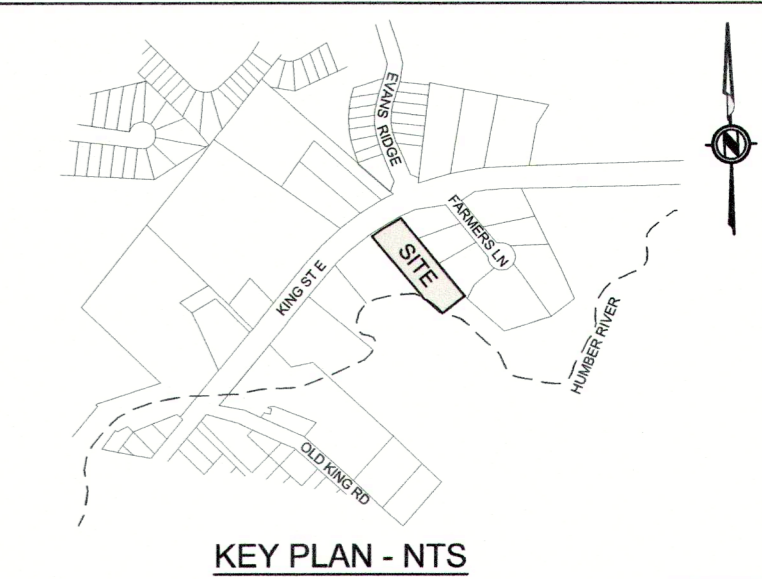 EVANS RIDGE
N
FARMERS LN
SITE
KING ST E
HUMBER RIVER
OLD KING RD
KEY PLAN - NTS